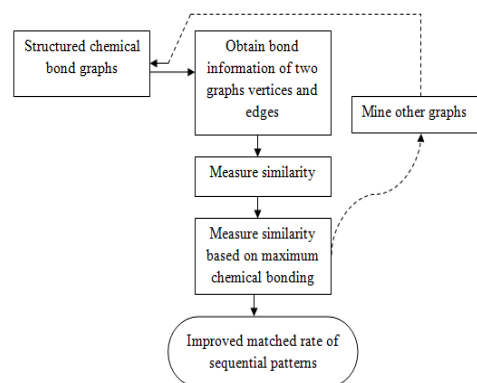 Structured chemical
bond graphs
Obtain bond
information of two
graphs vertices and
edges
Mine other graphs
Measure similarity
Measure similarity
based on maximum
chemical bonding
Improved matched rate of
sequential patterns